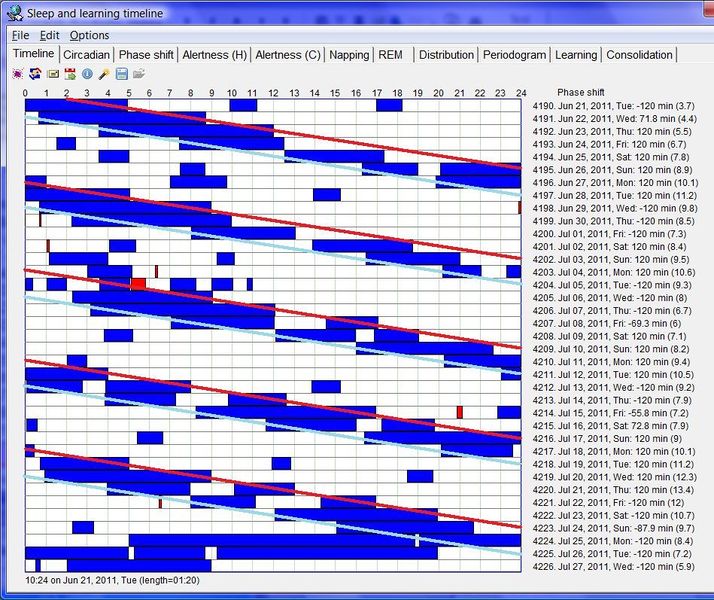 Sleep and learning timeline
File Edit Options
Timeline Circadian Phase shift Alertness (H) Alertness (C) Napping REM Distribution Periodogram Learning Consolidation
0 1 2 3 4 5 6 7 8 9 10 11 12 13 14 15 16 17 18 19 20 21 22 23 24
Phase shift
4190. Jun 21, 2011, Tue: -120 min (3.7)
4191. Jun 22, 2011, Wed: 71.8 min (4.4)
4192. Jun 23, 2011, Thu: 120 min (5.5)
4193. Jun 24, 2011, Fri: 120 min (6.7)
4194. Jun 25, 2011, Sat: 120 min (7.8)
4195. Jun 26, 2011, Sun: 120 min (8.9)
4196. Jun 27, 2011, Mon: 120 min (10.1)
4197. Jun 28, 2011, Tue: 120 min (11.2)
4198. Jun 29, 2011, Wed: -120 min (9.8)
4199. Jun 30, 2011, Thu: -120 min (8.5)
4200. Jul 01, 2011, Fri: -120 min (7.3)
4201. Jul 02, 2011, Sat: 120 min (8.4)
4202. Jul 03, 2011, Sun: 120 min (9.5)
4203. Jul 04, 2011, Mon: 120 min (10.6)
4204. Jul 05, 2011, Tue: -120 min (9.3)
4205. Jul 06, 2011, Wed: -120 min (8)
4206. Jul 07, 2011, Thu: -120 min (6.7)
4207. Jul 08, 2011, Fri: -69.3 min (6)
4208. Jul 09, 2011, Sat: 120 min (7.1)
4209. Jul 10, 2011, Sun: 120 min (8.2)
4210. Jul 11, 2011, Mon: 120 min (9.4)
4211. Jul 12, 2011, Tue: 120 min (10.5)
4212. Jul 13, 2011, Wed: -120 min (9.2)
4213. Jul 14, 2011, Thu: -120 min (7.9)
4214. Jul 15, 2011, Fri: -55.8 min (7.2)
4215. Jul 16, 2011, Sat: 72.8 min (7.9)
4216. Jul 17, 2011, Sun: 120 min (9)
4217. Jul 18, 2011, Mon: 120 min (10.1)
4218. Jul 19, 2011, Tue: 120 min (11.2)
4219. Jul 20, 2011, Wed: 120 min (12.3)
4220. Jul 21, 2011, Thu: 120 min (13.4)
4221. Jul 22, 2011, Fri: -120 min (12)
4222. Jul 23, 2011, Sat: -120 min (10.7)
4223. Jul 24, 2011, Sun: -87.9 min (9.7)
4224. Jul 25, 2011, Mon: -120 min (8.4)
4225. Jul 26, 2011, Tue: -120 min (7.2)
4226. Jul 27, 2011, Wed: -120 min (5.9)
10:24 on Jun 21, 2011, Tue (length=01:20)